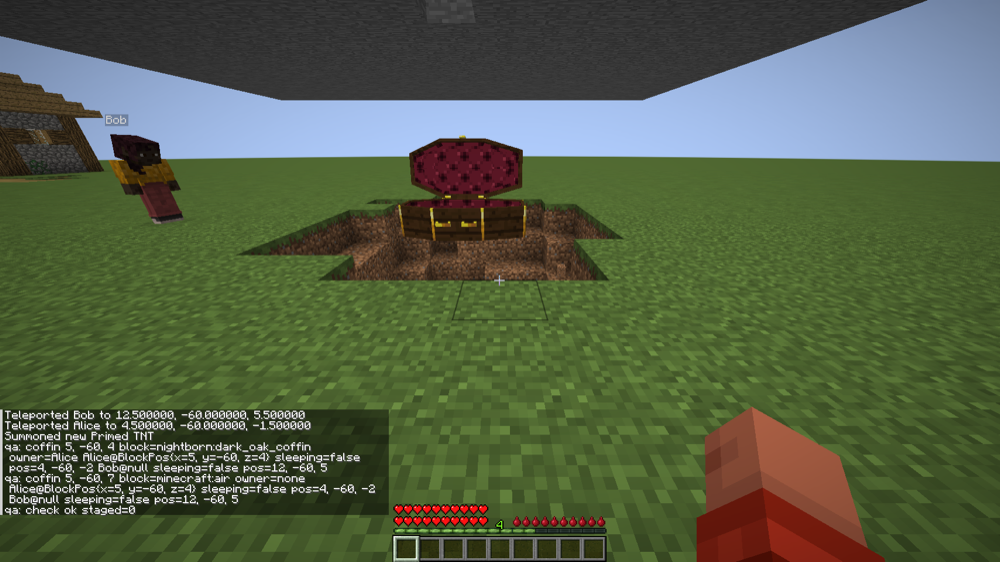 Bob
Teleported Bob to 12.500000, -60.000000, 5.500000
Teleported Alice to 4.500000, -60.000000, -1.500000
Summoned new Primed TNT
qa: coffin 5, -60, 4 block=nightborn:dark_oak_coffin
owner=Alice Alice@BlockPos{x=5, y=-60, z=4} sleeping=false
pos=4, -60, -2 Bob@null sleeping=false pos=12, -60, 5
qa: coffin 5, -60, 7 block=minecraft:air owner=none
Alice@BlockPos{x=5, y=-60, z=4} sleeping=false pos=4, -60, -2
Bob@null sleeping=false pos=12, -60, 5
qa: check ok staged=0
4